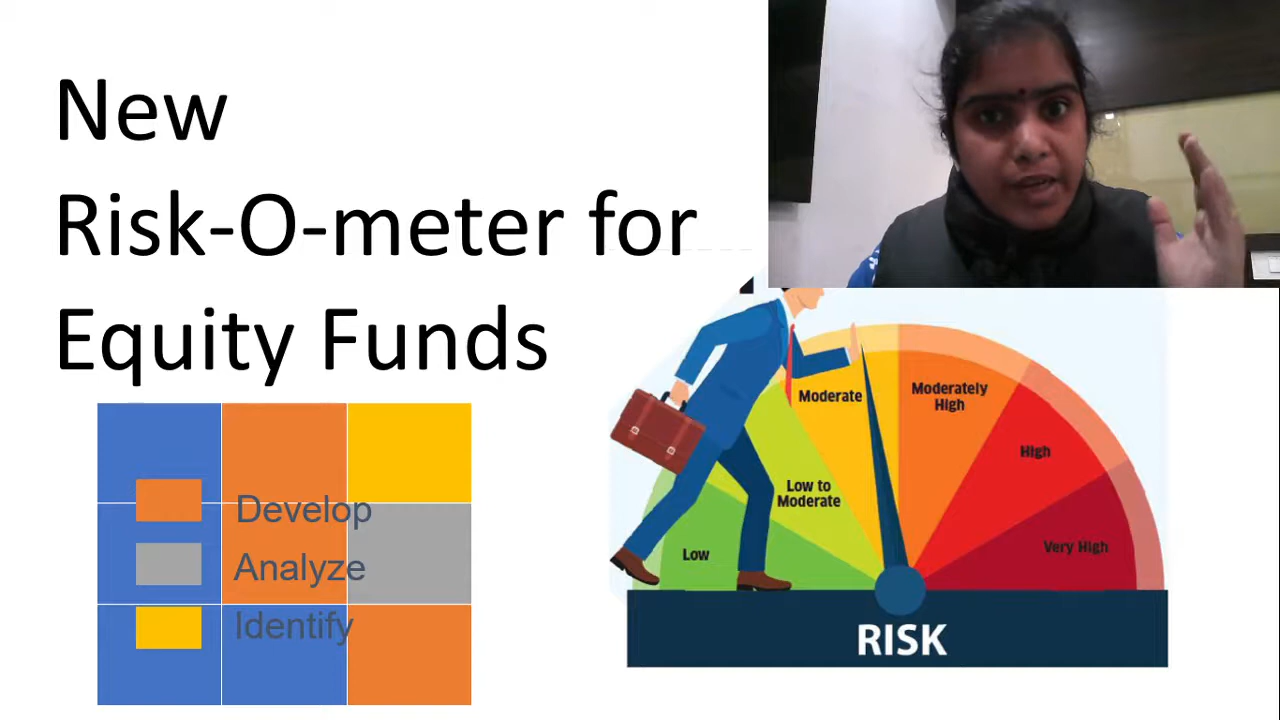 New
Risk-O-meter for
Equity Funds
Develop
Analyze
Identify
Low
Low to
Moderate
Moderate
Moderately
High
High
Very High
RISK